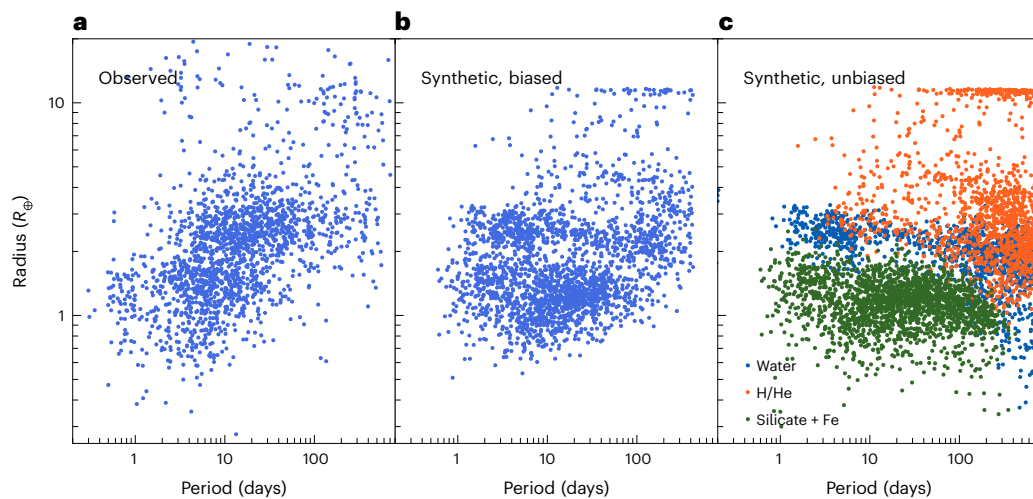 a
b
c
Observed
Synthetic, biased
Synthetic, unbiased
10
1
Radius (R⊕)
Water
H/He
Silicate + Fe
1 10 100
1 10 100
1 10 100
Period (days)
Period (days)
Period (days)